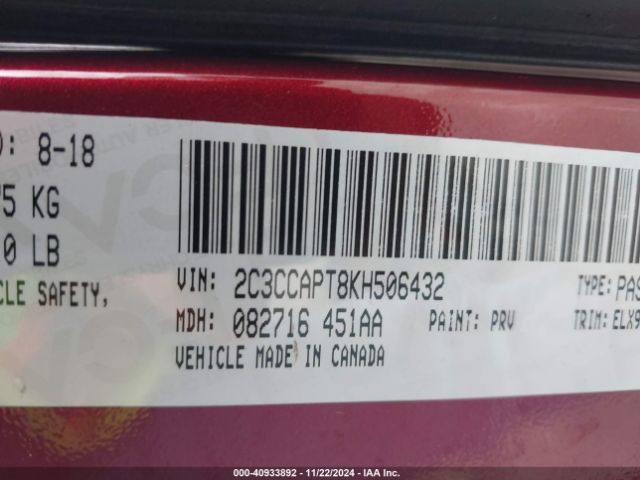 D: 8-18
75 KG
0 LB
CLE SAFETY,
VIN: 2C3CCAPT8KH506432 TYPE: PAS
MDH: 082716 451AA PAINT: PRV TRIM: ELX9
VEHICLE MADE IN CANADA
000-40933892 - 11/22/2024 - IAA Inc.